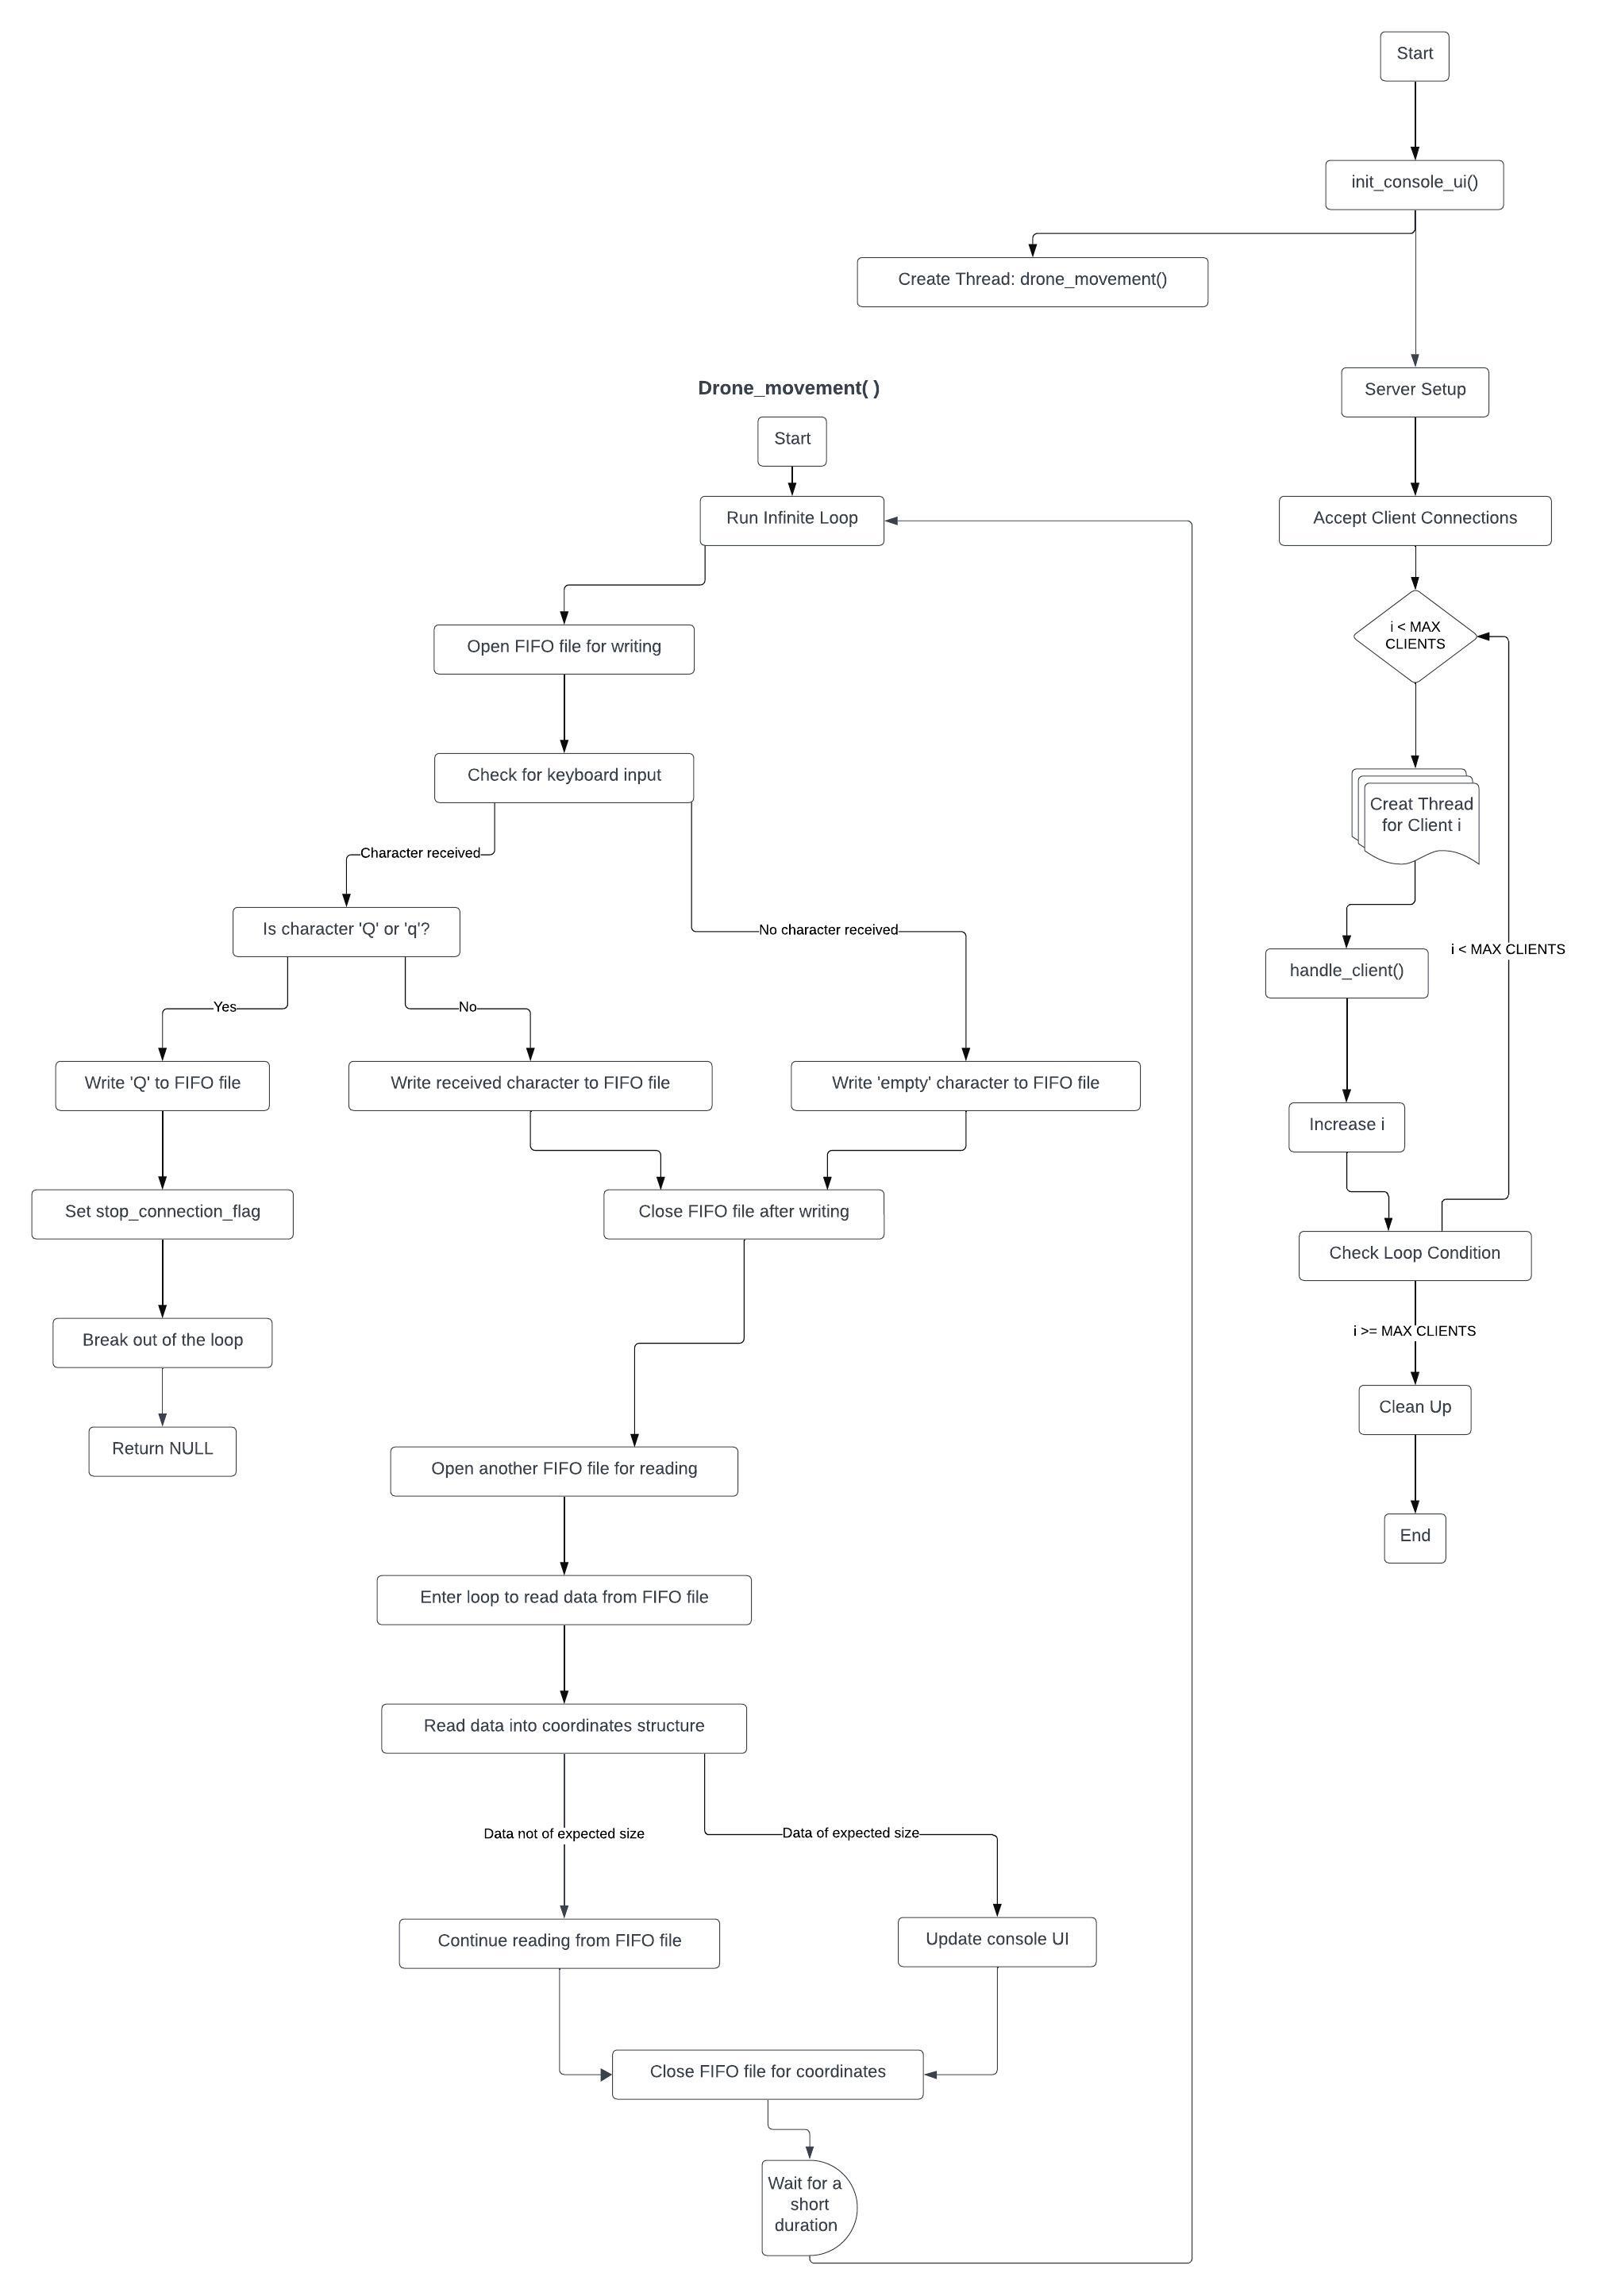 Start
init_console_ui()
Create Thread: drone_movement()
Server Setup
Accept Client Connections
i < MAX
CLIENTS
Creat Thread
for Client i
handle_client()
i < MAX CLIENTS
Increase i
Check Loop Condition
i >= MAX CLIENTS
Clean Up
End
Drone_movement( )
Start
Run Infinite Loop
Open FIFO file for writing
Check for keyboard input
Character received
No character received
Is character 'Q' or 'q'?
Yes
No
Write 'Q' to FIFO file
Write received character to FIFO file
Write 'empty' character to FIFO file
Set stop_connection_flag
Close FIFO file after writing
Break out of the loop
Return NULL
Open another FIFO file for reading
Enter loop to read data from FIFO file
Read data into coordinates structure
Data not of expected size
Data of expected size
Continue reading from FIFO file
Update console UI
Close FIFO file for coordinates
Wait for a
short
duration